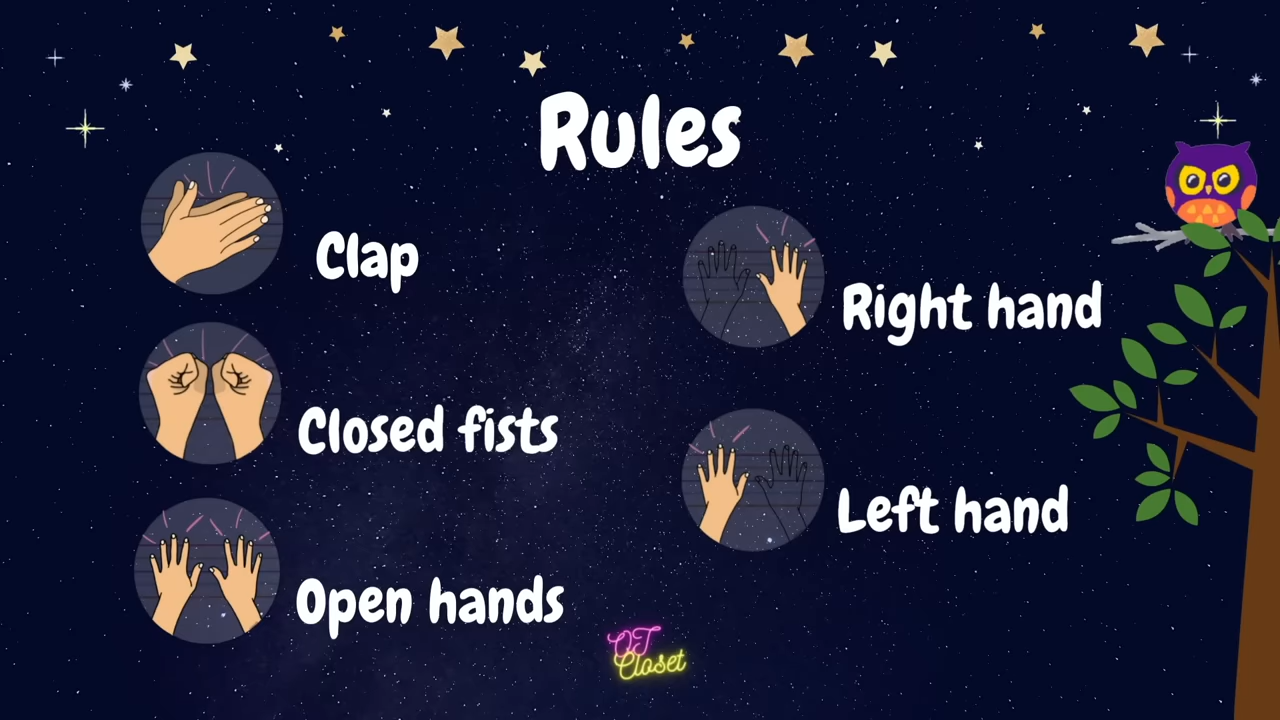 Rules
Clap
Closed fists
Open hands
Right hand
Left hand
OT
Closet